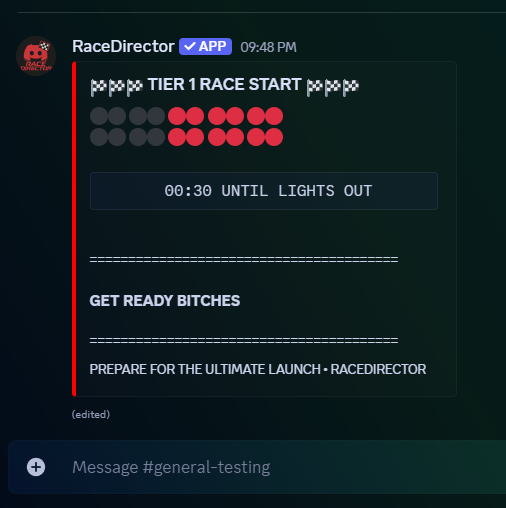 RACE
DIRECTOR
RaceDirector ✓ APP 09:48 PM
🏁🏁🏁 TIER 1 RACE START 🏁🏁🏁
00:30 UNTIL LIGHTS OUT
========================================
GET READY BITCHES
========================================
PREPARE FOR THE ULTIMATE LAUNCH • RACEDIRECTOR
(edited)
Message #general-testing